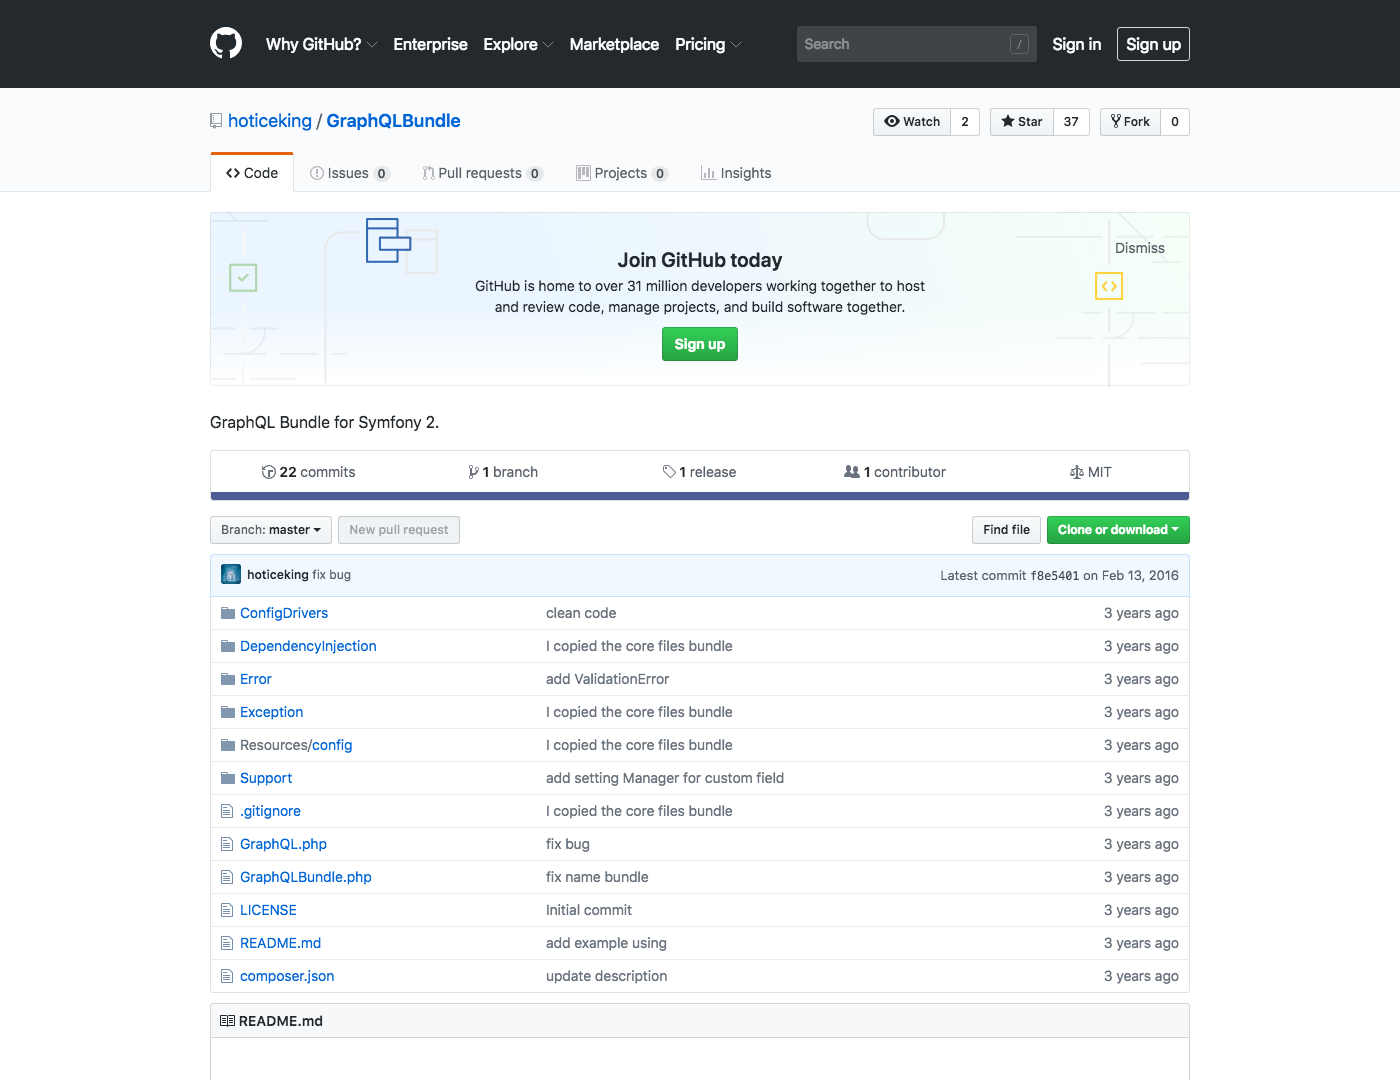 Why GitHub? Enterprise Explore Marketplace Pricing Search / Sign in Sign up
hoticeking / GraphQLBundle Watch 2 Star 37 Fork 0
Code Issues 0 Pull requests 0 Projects 0 Insights
Dismiss
Join GitHub today
GitHub is home to over 31 million developers working together to host
and review code, manage projects, and build software together.
Sign up
GraphQL Bundle for Symfony 2.
22 commits 1 branch 1 release 1 contributor MIT
Branch: master New pull request Find file Clone or download
hoticeking fix bug Latest commit f8e5401 on Feb 13, 2016
ConfigDrivers clean code 3 years ago
DependencyInjection I copied the core files bundle 3 years ago
Error add ValidationError 3 years ago
Exception I copied the core files bundle 3 years ago
Resources/config I copied the core files bundle 3 years ago
Support add setting Manager for custom field 3 years ago
.gitignore I copied the core files bundle 3 years ago
GraphQL.php fix bug 3 years ago
GraphQLBundle.php fix name bundle 3 years ago
LICENSE Initial commit 3 years ago
README.md add example using 3 years ago
composer.json update description 3 years ago
README.md